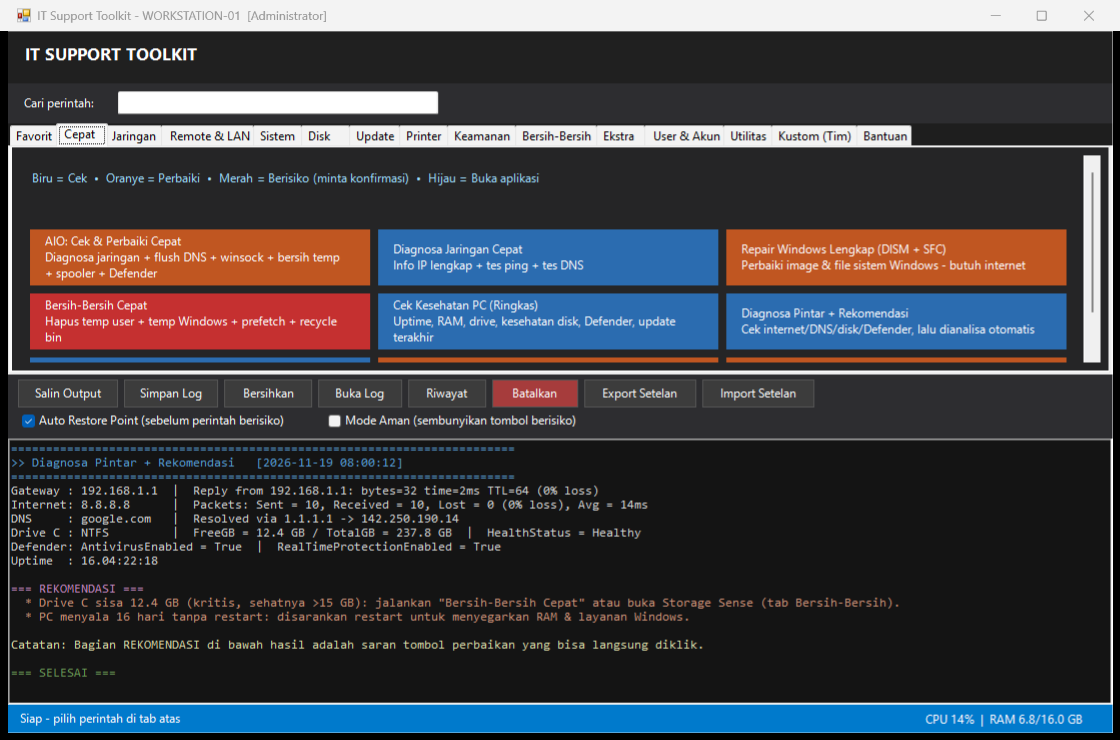 IT Support Toolkit - WORKSTATION-01 [Administrator]
IT SUPPORT TOOLKIT
Cari perintah:
Favorit Cepat Jaringan Remote & LAN Sistem Disk Update Printer Keamanan Bersih-Bersih Ekstra User & Akun Utilitas Kustom (Tim) Bantuan
Biru = Cek • Oranye = Perbaiki • Merah = Berisiko (minta konfirmasi) • Hijau = Buka aplikasi
AIO: Cek & Perbaiki Cepat
Diagnosa jaringan + flush DNS + winsock + bersih temp
+ spooler + Defender
Diagnosa Jaringan Cepat
Info IP lengkap + tes ping + tes DNS
Repair Windows Lengkap (DISM + SFC)
Perbaiki image & file sistem Windows - butuh internet
Bersih-Bersih Cepat
Hapus temp user + temp Windows + prefetch + recycle
bin
Cek Kesehatan PC (Ringkas)
Uptime, RAM, drive, kesehatan disk, Defender, update
terakhir
Diagnosa Pintar + Rekomendasi
Cek internet/DNS/disk/Defender, lalu dianalisa otomatis
Salin Output Simpan Log Bersihkan Buka Log Riwayat Batalkan Export Setelan Import Setelan
Auto Restore Point (sebelum perintah berisiko) Mode Aman (sembunyikan tombol berisiko)
========================================================================
>> Diagnosa Pintar + Rekomendasi [2026-11-19 08:00:12]
========================================================================
Gateway : 192.168.1.1 | Reply from 192.168.1.1: bytes=32 time=2ms TTL=64 (0% loss)
Internet: 8.8.8.8 | Packets: Sent = 10, Received = 10, Lost = 0 (0% loss), Avg = 14ms
DNS : google.com | Resolved via 1.1.1.1 -> 142.250.190.14
Drive C : NTFS | FreeGB = 12.4 GB / TotalGB = 237.8 GB | HealthStatus = Healthy
Defender: AntivirusEnabled = True | RealTimeProtectionEnabled = True
Uptime : 16.04:22:18
=== REKOMENDASI ===
* Drive C sisa 12.4 GB (kritis, sehatnya >15 GB): jalankan "Bersih-Bersih Cepat" atau buka Storage Sense (tab Bersih-Bersih).
* PC menyala 16 hari tanpa restart: disarankan restart untuk menyegarkan RAM & layanan Windows.
Catatan: Bagian REKOMENDASI di bawah hasil adalah saran tombol perbaikan yang bisa langsung diklik.
=== SELESAI ===
Siap - pilih perintah di tab atas
CPU 14% | RAM 6.8/16.0 GB